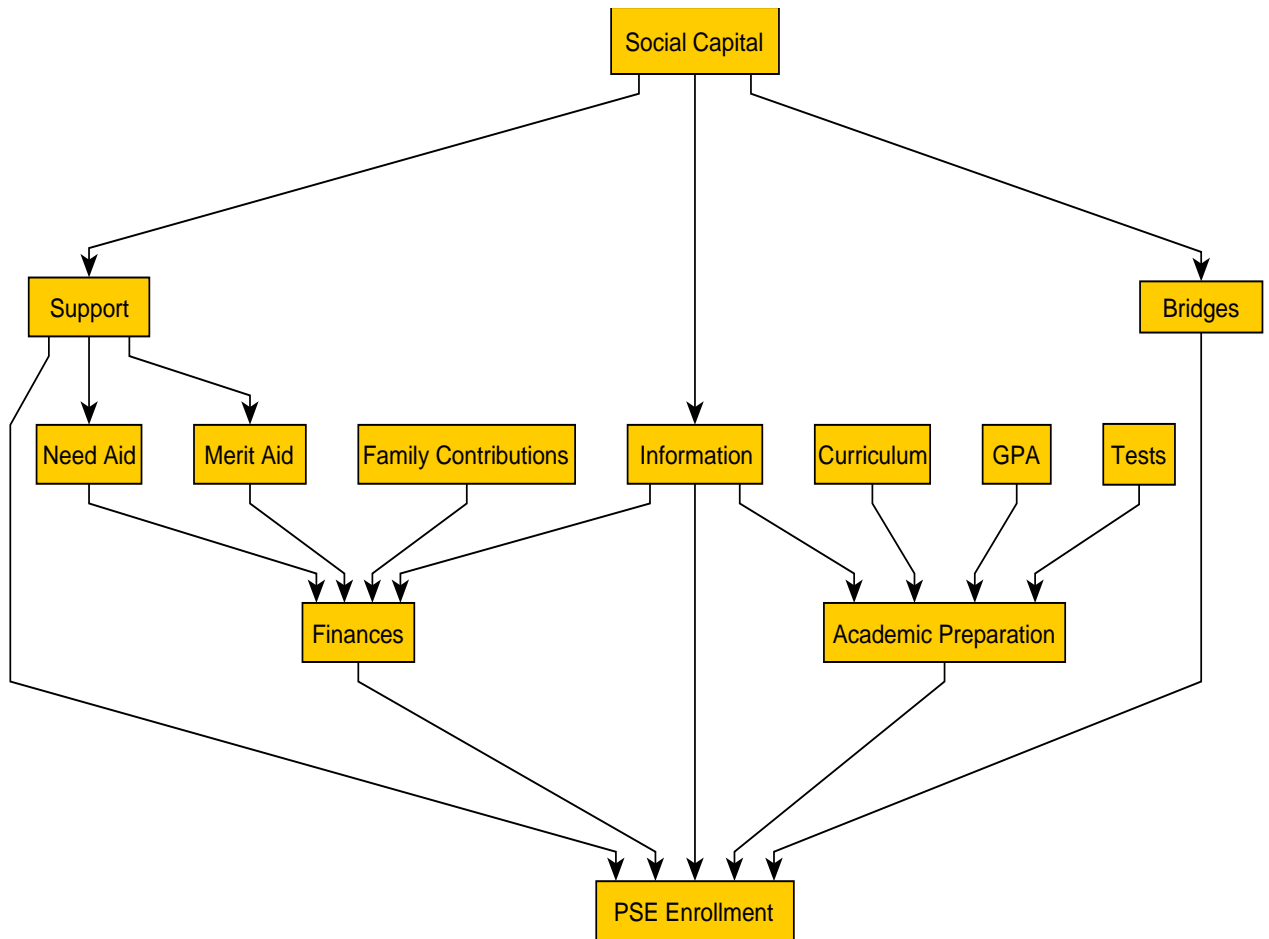 Social Capital
Support
Bridges
Need Aid
Merit Aid
Family Contributions
Information
Curriculum
GPA
Tests
Finances
Academic Preparation
PSE Enrollment